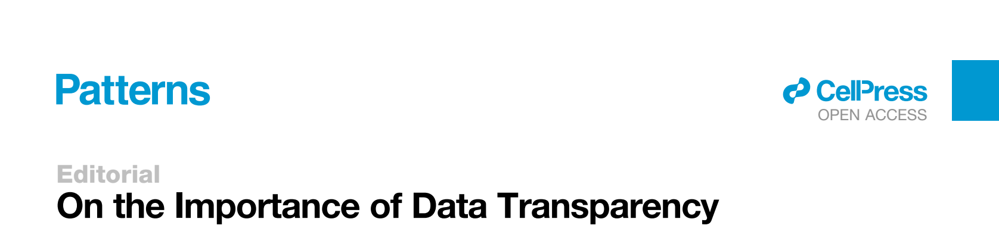 Patterns
CellPress
OPEN ACCESS
Editorial
On the Importance of Data Transparency